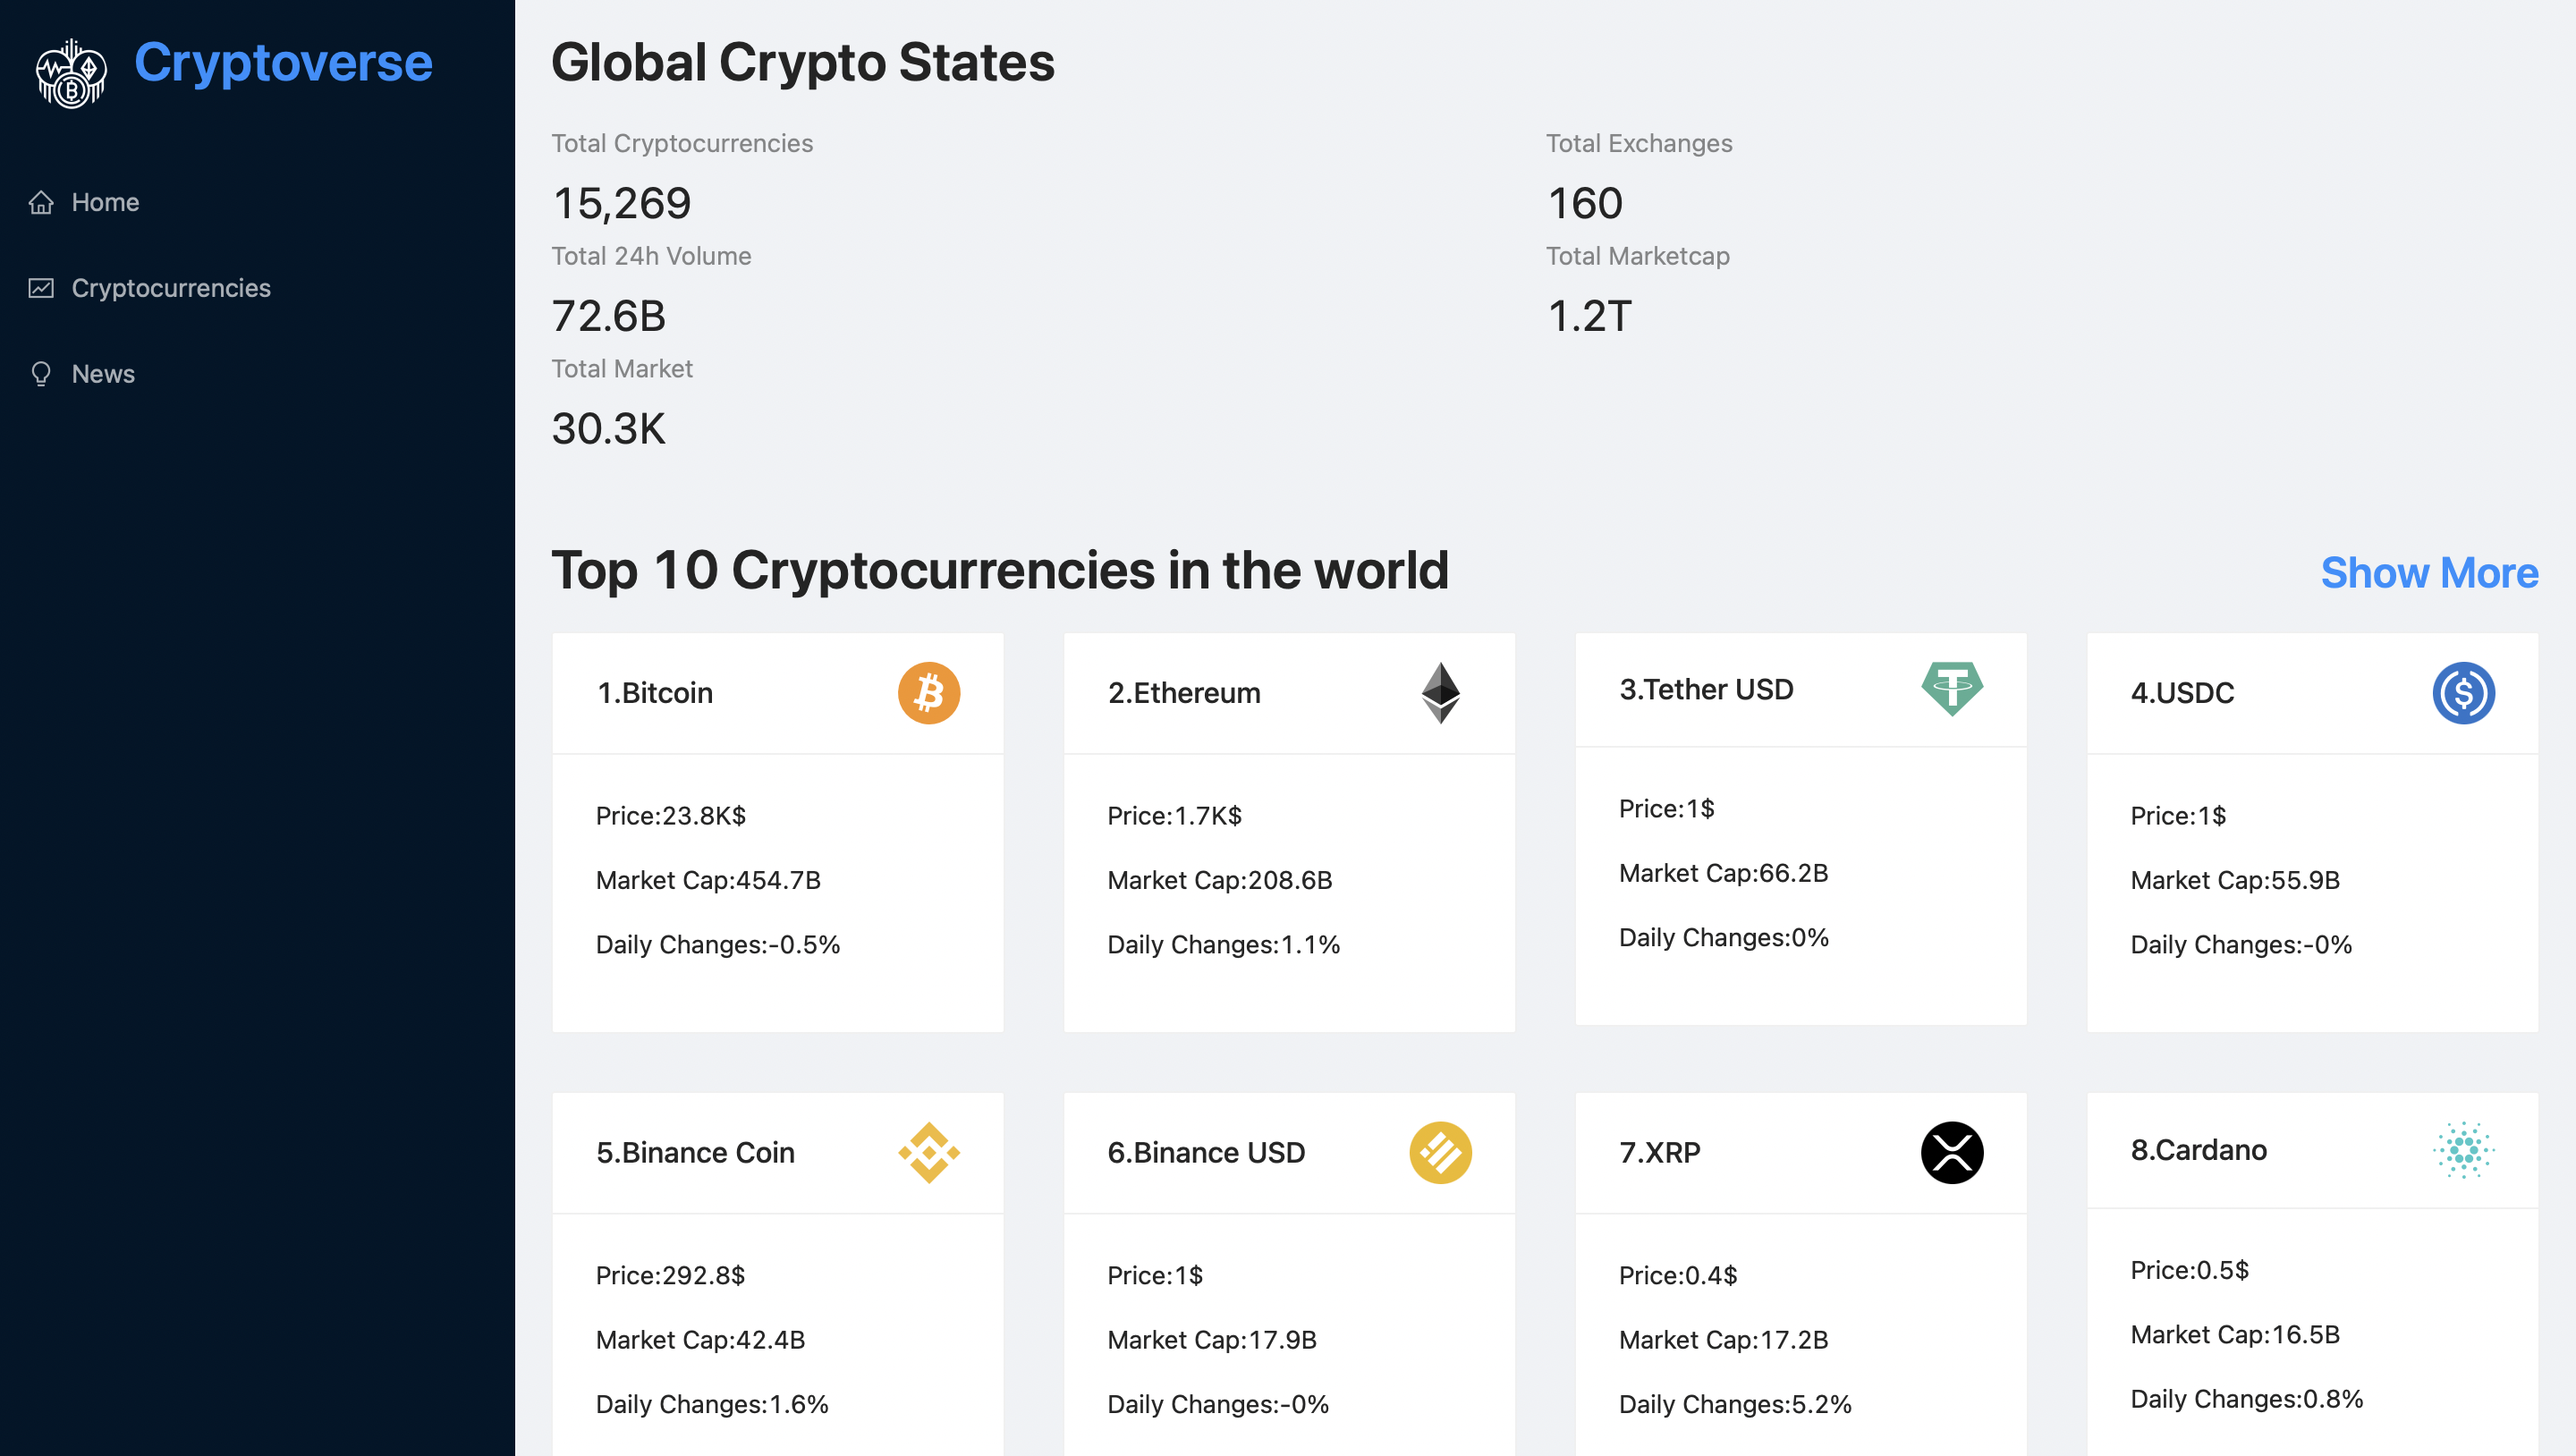 Cryptoverse
Home
Cryptocurrencies
News
Global Crypto States
Total Cryptocurrencies
15,269
Total Exchanges
160
Total 24h Volume
72.6B
Total Marketcap
1.2T
Total Market
30.3K
Top 10 Cryptocurrencies in the world
Show More
1.Bitcoin
Price:23.8K$
Market Cap:454.7B
Daily Changes:-0.5%
2.Ethereum
Price:1.7K$
Market Cap:208.6B
Daily Changes:1.1%
3.Tether USD
Price:1$
Market Cap:66.2B
Daily Changes:0%
4.USDC
Price:1$
Market Cap:55.9B
Daily Changes:-0%
5.Binance Coin
Price:292.8$
Market Cap:42.4B
Daily Changes:1.6%
6.Binance USD
Price:1$
Market Cap:17.9B
Daily Changes:-0%
7.XRP
Price:0.4$
Market Cap:17.2B
Daily Changes:5.2%
8.Cardano
Price:0.5$
Market Cap:16.5B
Daily Changes:0.8%